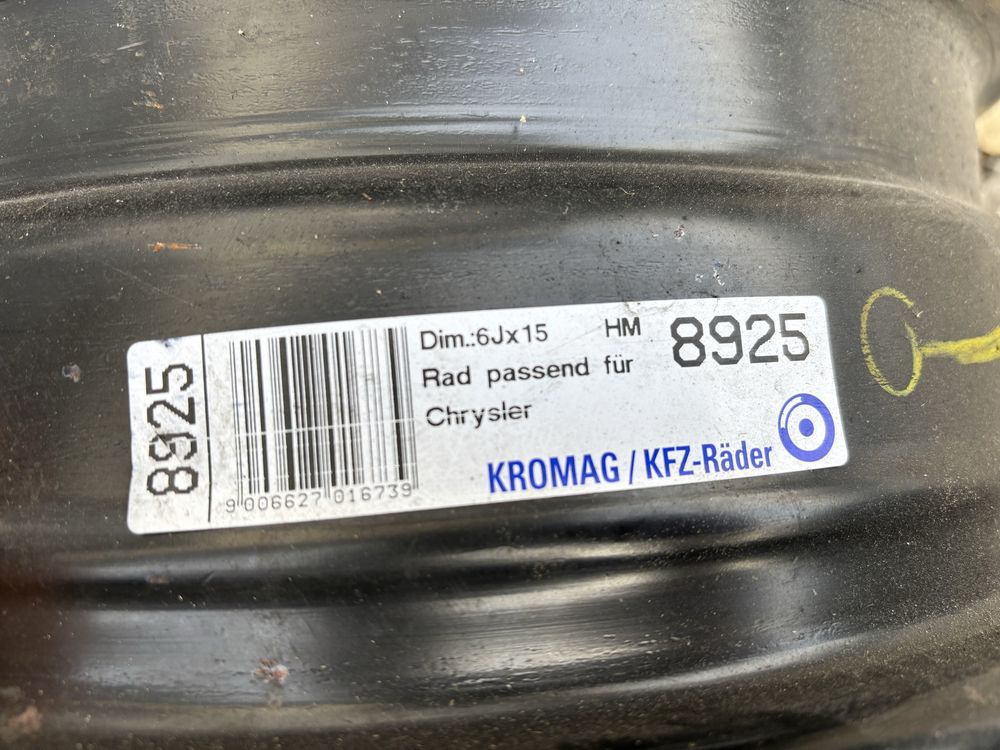 8925
9 006627 016739
Dim.:6Jx15 HM 8925
Rad passend für
Chrysler
KROMAG / KFZ-Räder